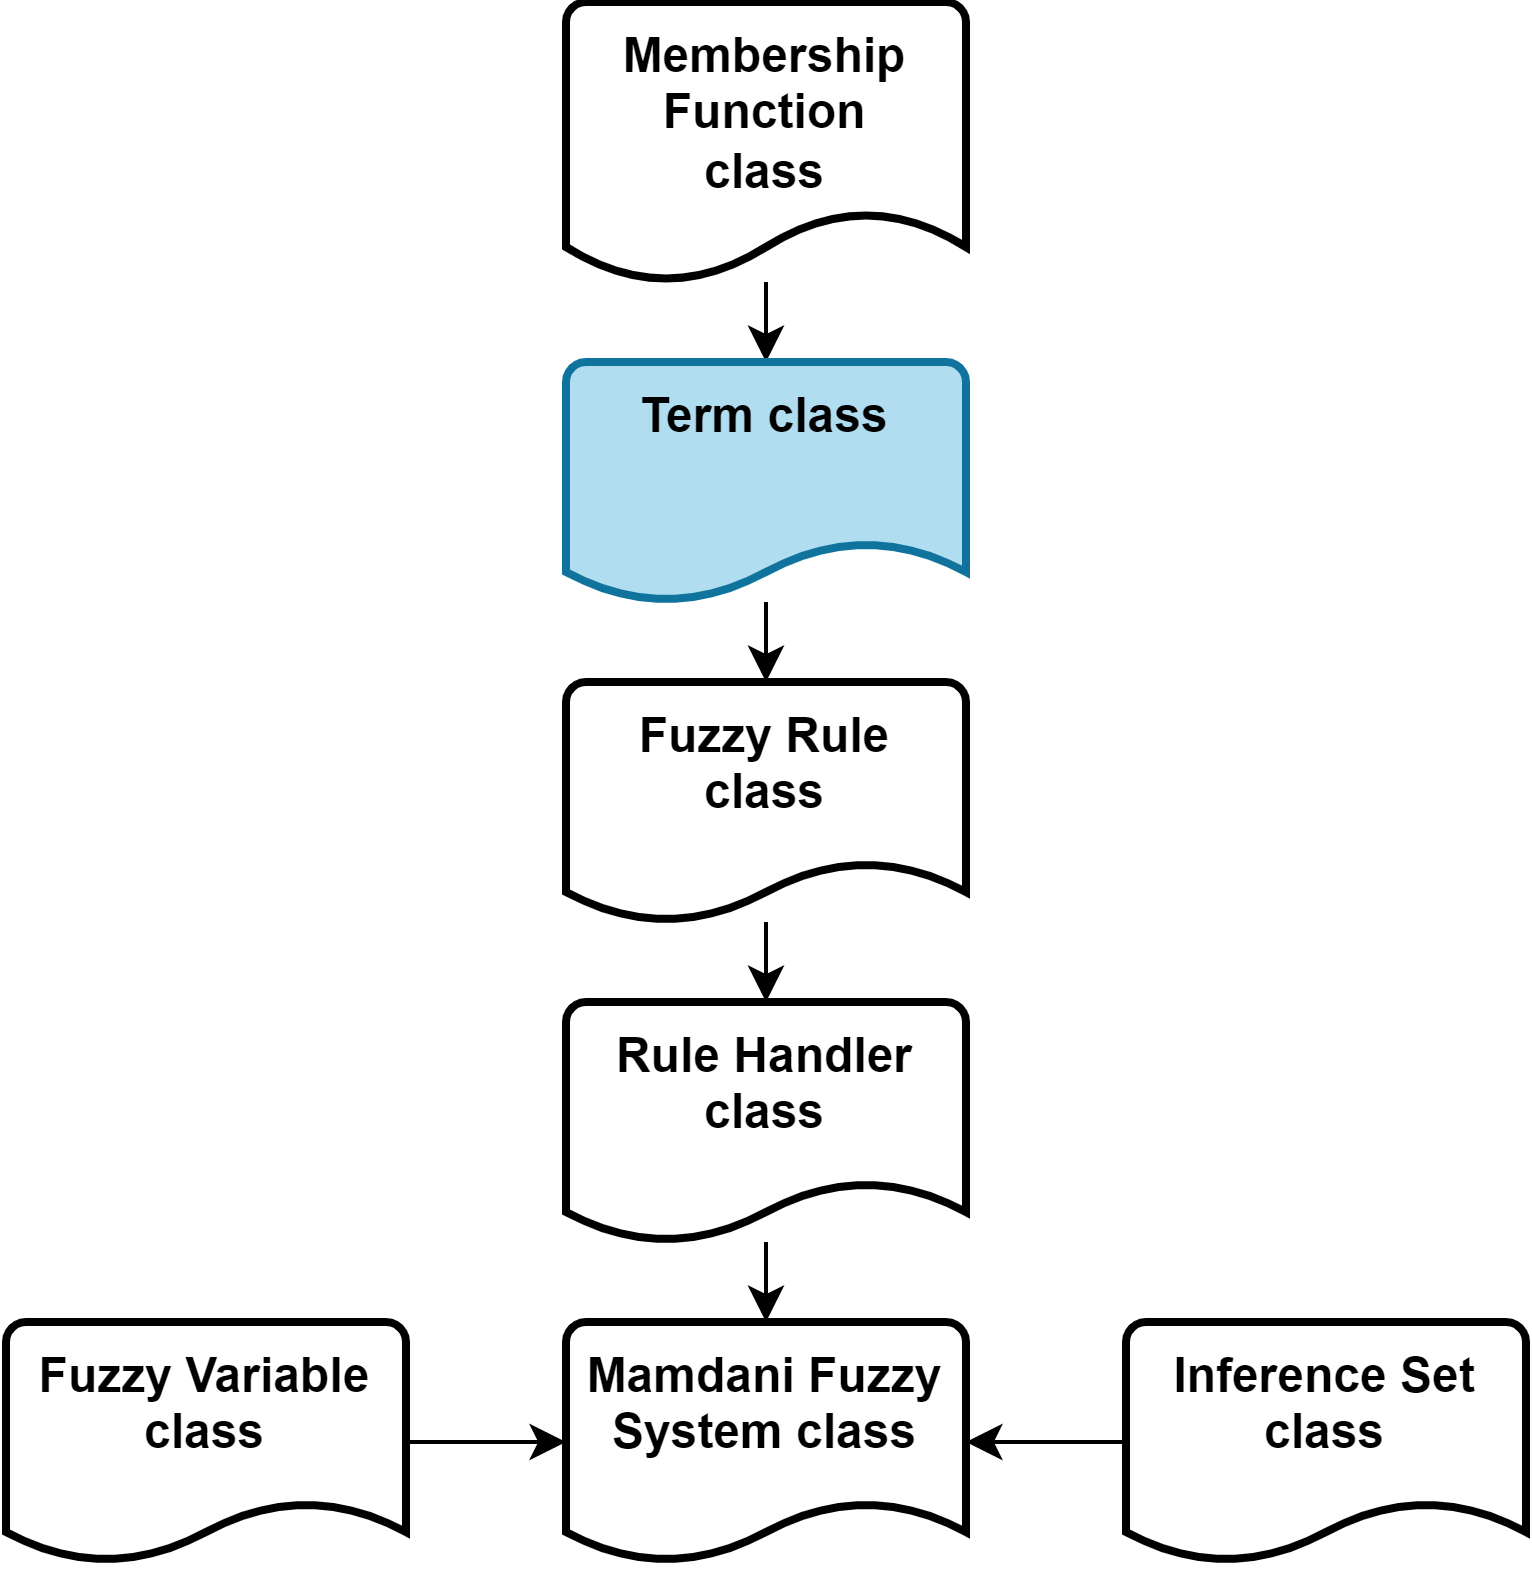 Membership
Function
class
Term class
Fuzzy Rule
class
Rule Handler
class
Fuzzy Variable
class
Mamdani Fuzzy
System class
Inference Set
class